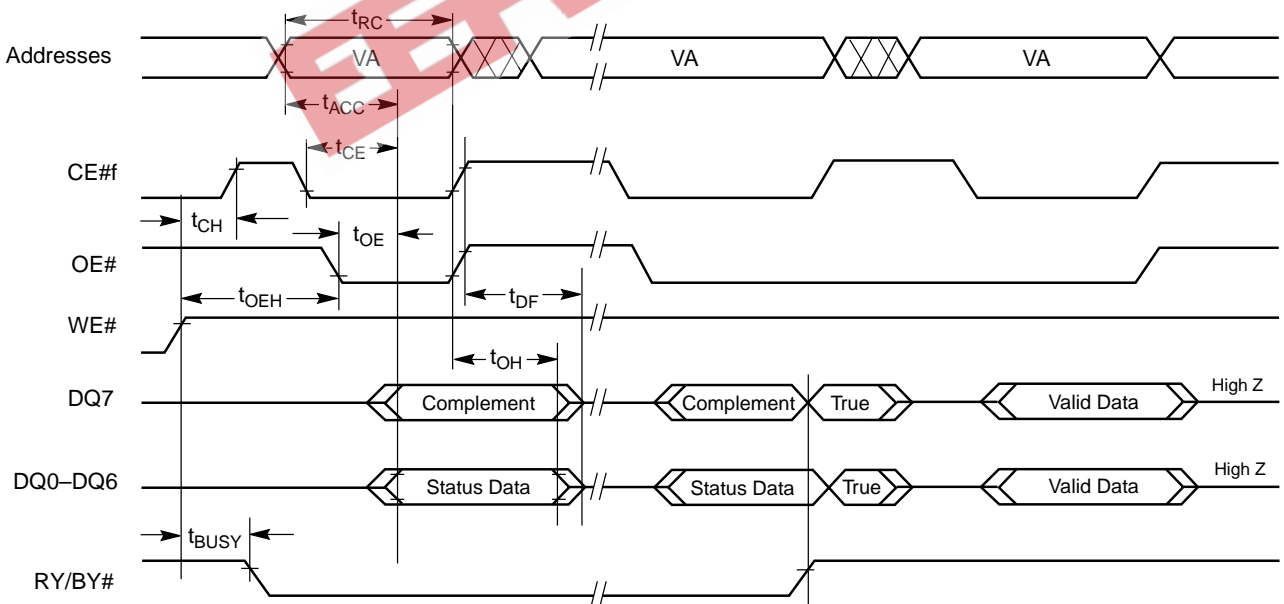 tRC
Addresses VA VA VA
tACC
tCE
CE#f
tCH
tOE
OE#
tOEH tDF
WE#
tOH
DQ7 Complement Complement True Valid Data High Z
DQ0–DQ6 Status Data Status Data True Valid Data High Z
tBUSY
RY/BY#